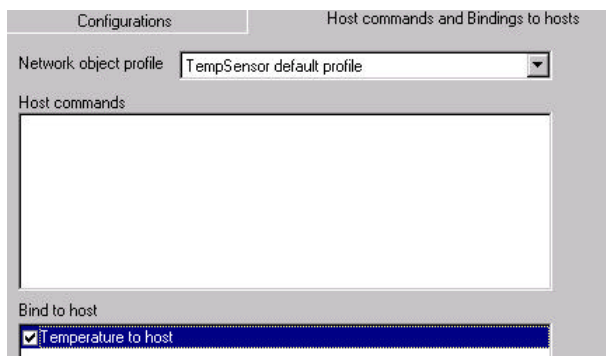 Configurations Host commands and Bindings to hosts
Network object profile TempSensor default profile
Host commands
Bind to host
Temperature to host